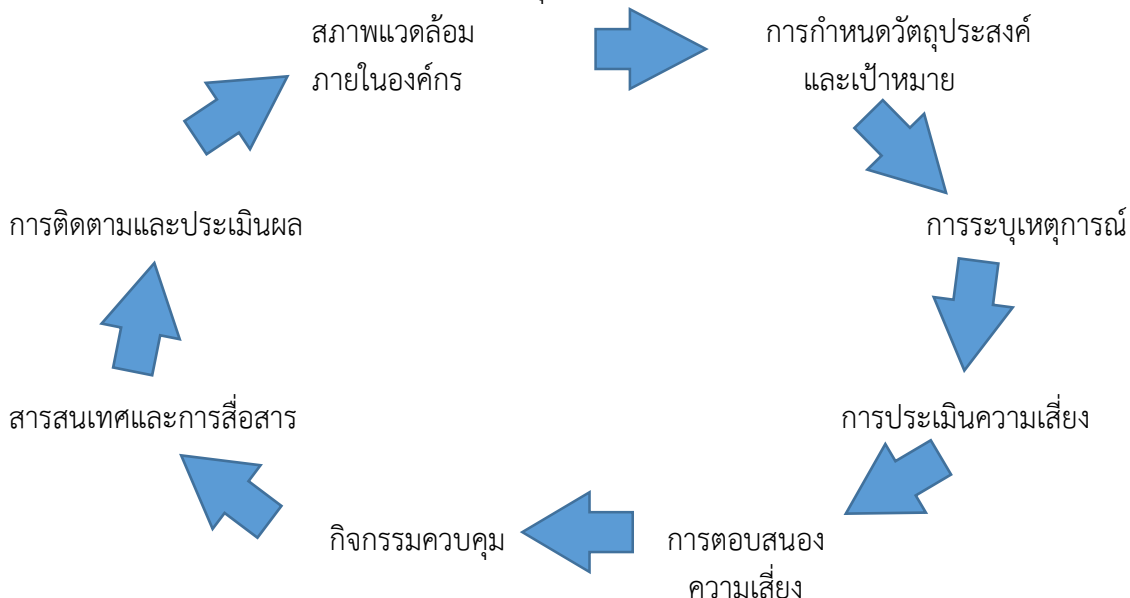 สภาพแวดล้อม
ภายในองค์กร
การกำหนดวัตถุประสงค์
และเป้าหมาย
การระบุเหตุการณ์
การประเมินความเสี่ยง
การตอบสนอง
ความเสี่ยง
กิจกรรมควบคุม
สารสนเทศและการสื่อสาร
การติดตามและประเมินผล